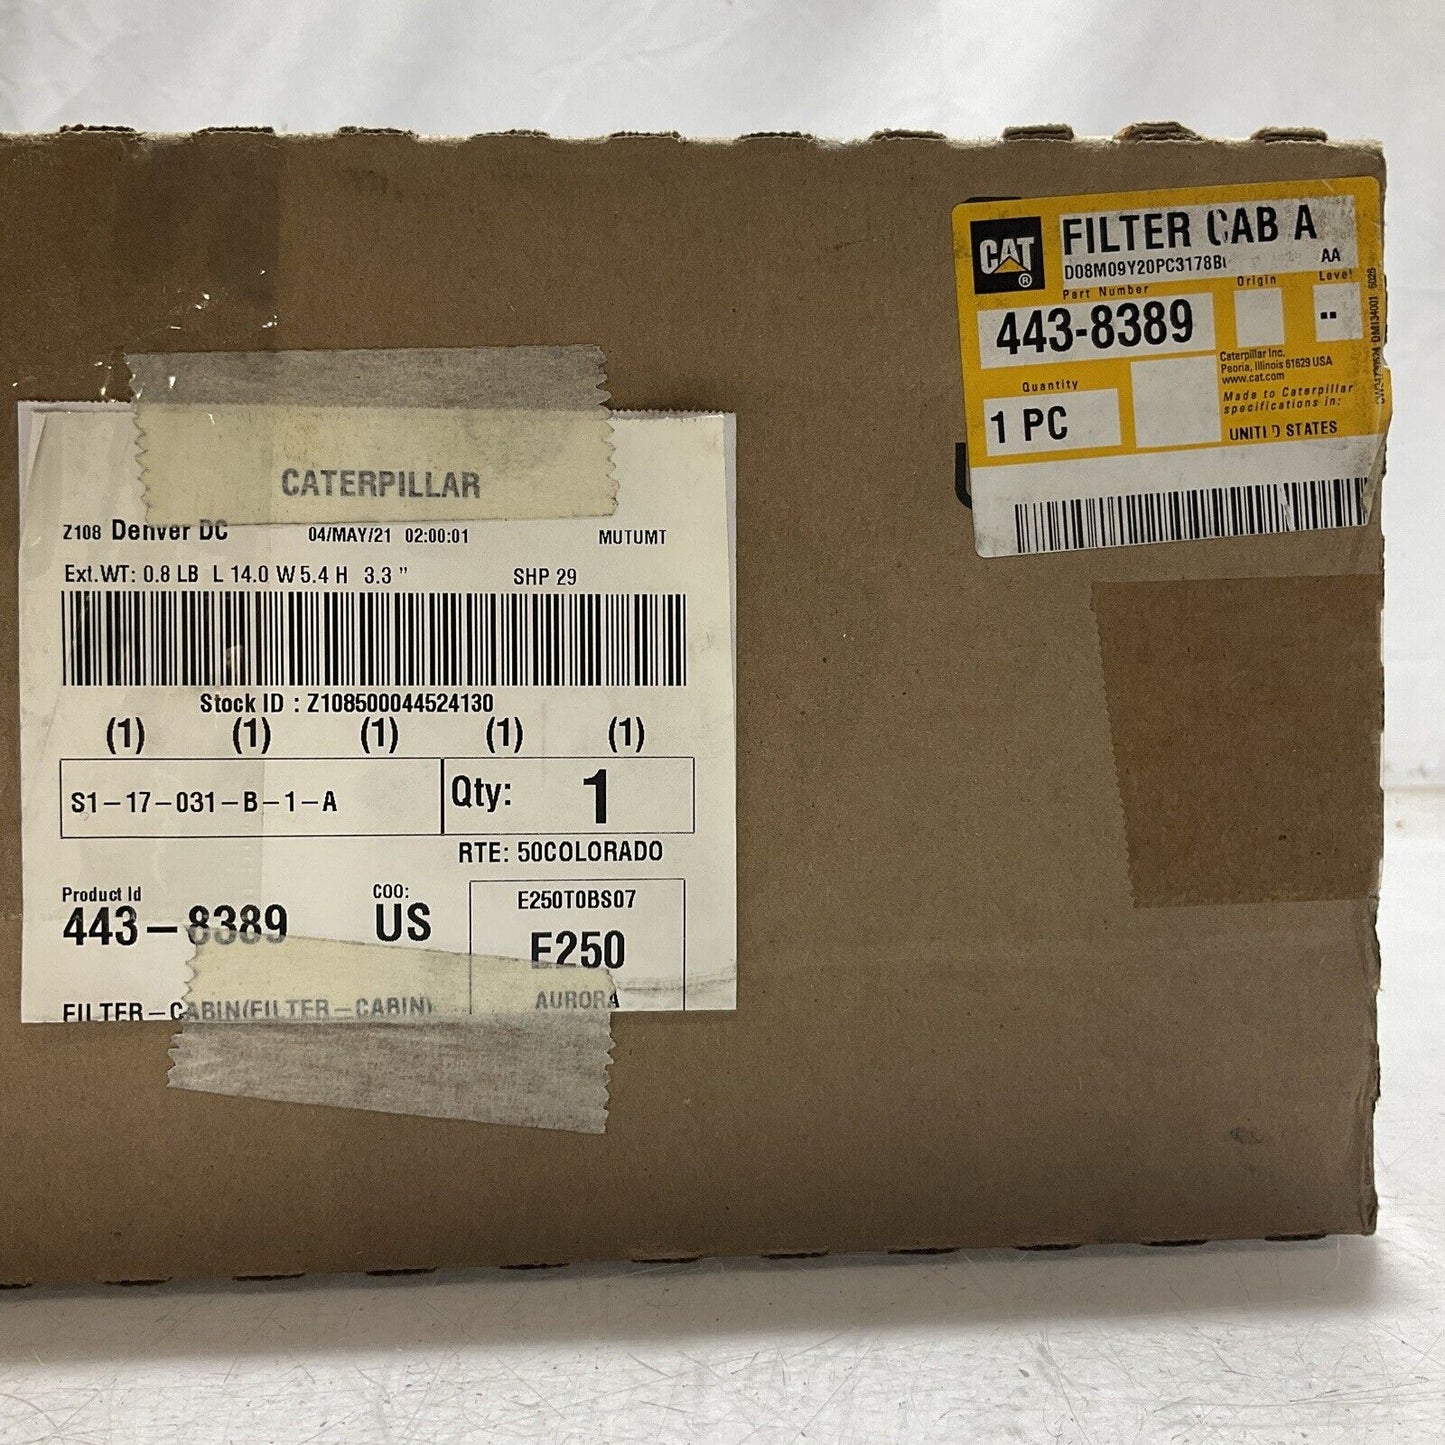 CATERPILLAR
Z108 Denver DC 04/MAY/21 02:00:01 MUTUMT
Ext.WT: 0.8 LB L 14.0 W 5.4 H 3.3 " SHP 29
Stock ID : Z108500044524130
(1) (1) (1) (1) (1)
S1-17-031-B-1-A
Qty: 1
RTE: 50COLORADO
Product Id
443-8389
COO:
US
E250T0BS07
E250
AURORA
FILTER-CABIN(FILTER-CABIN)
CAT
®
FILTER CAB A
D08M09Y20PC3178B
AA
Part Number
Origin
Level
443-8389
--
Caterpillar Inc.
Peoria, Illinois 61629 USA
www.cat.com
Quantity
1 PC
Made to Caterpillar
specifications in:
UNITED STATES
DM134001 6026